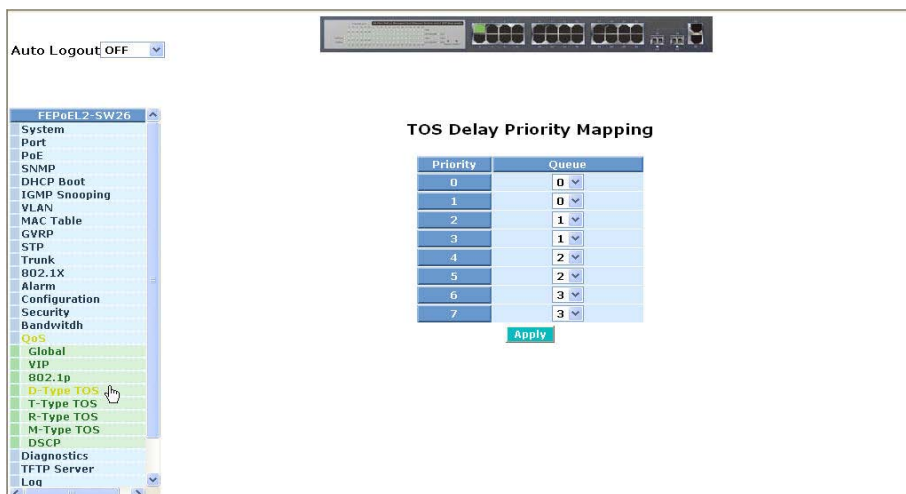 Auto Logout OFF
FEPoEL2-SW26
System
Port
PoE
SNMP
DHCP Boot
IGMP Snooping
VLAN
MAC Table
GVRP
STP
Trunk
802.1X
Alarm
Configuration
Security
Bandwitdh
QoS
Global
VIP
802.1p
D-Type TOS
T-Type TOS
R-Type TOS
M-Type TOS
DSCP
Diagnostics
TFTP Server
Log
TOS Delay Priority Mapping
Priority Queue
0 0
1 0
2 1
3 1
4 2
5 2
6 3
7 3
Apply